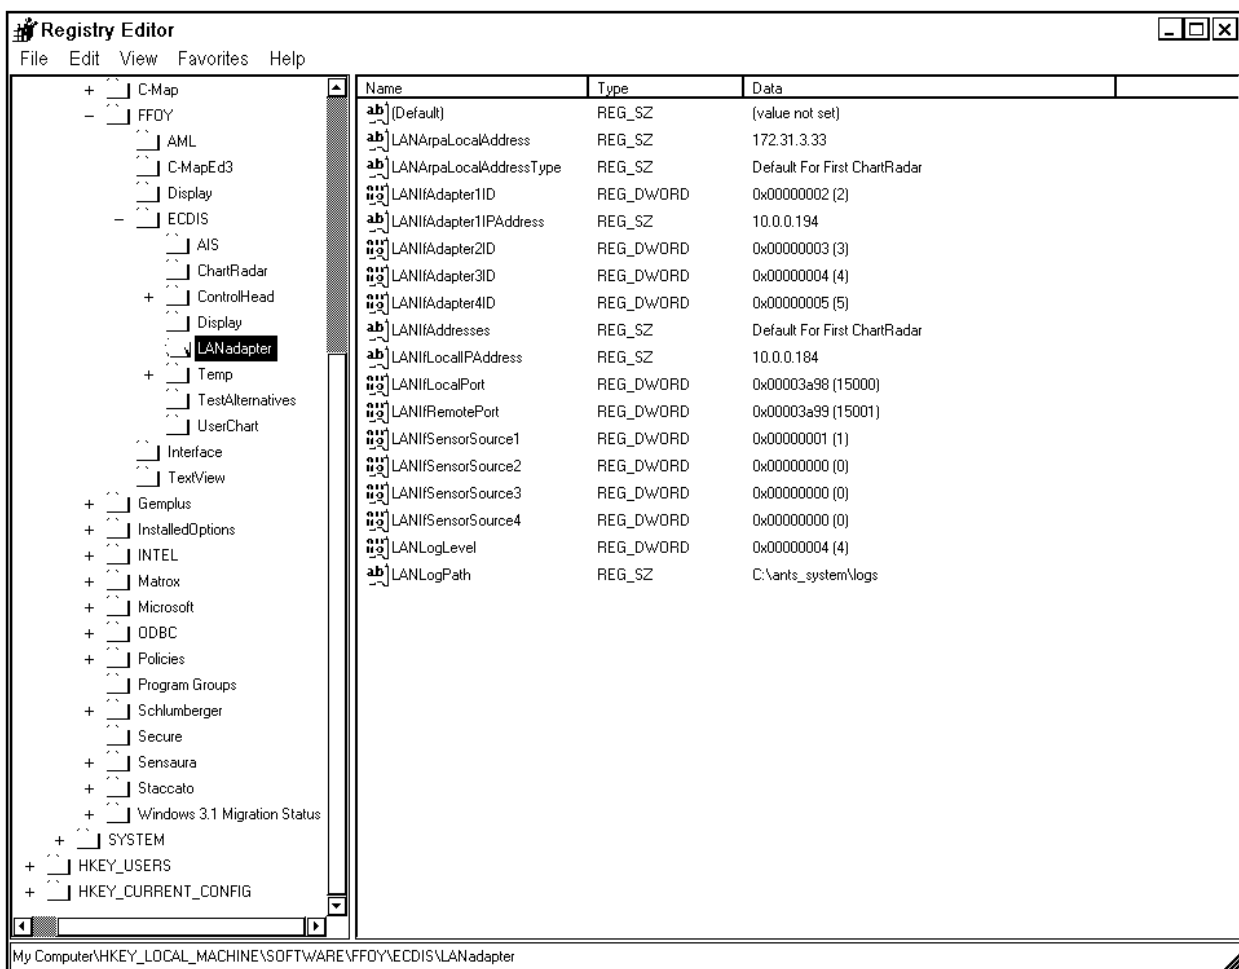 Registry Editor
File Edit View Favorites Help
+ C-Map
− FFOY
AML
C-MapEd3
Display
− ECDIS
AIS
ChartRadar
+ ControlHead
Display
LANadapter
+ Temp
TestAlternatives
UserChart
Interface
TextView
+ Gemplus
+ InstalledOptions
+ INTEL
+ Matrox
+ Microsoft
+ ODBC
+ Policies
Program Groups
+ Schlumberger
Secure
+ Sensaura
+ Staccato
+ Windows 3.1 Migration Status
+ SYSTEM
+ HKEY_USERS
+ HKEY_CURRENT_CONFIG
Name Type Data
(Default) REG_SZ (value not set)
LANArpaLocalAddress REG_SZ 172.31.3.33
LANArpaLocalAddressType REG_SZ Default For First ChartRadar
LANIfAdapter1ID REG_DWORD 0x00000002 (2)
LANIfAdapter1IPAddress REG_SZ 10.0.0.194
LANIfAdapter2ID REG_DWORD 0x00000003 (3)
LANIfAdapter3ID REG_DWORD 0x00000004 (4)
LANIfAdapter4ID REG_DWORD 0x00000005 (5)
LANIfAddresses REG_SZ Default For First ChartRadar
LANIfLocalIPAddress REG_SZ 10.0.0.184
LANIfLocalPort REG_DWORD 0x00003a98 (15000)
LANIfRemotePort REG_DWORD 0x00003a99 (15001)
LANIfSensorSource1 REG_DWORD 0x00000001 (1)
LANIfSensorSource2 REG_DWORD 0x00000000 (0)
LANIfSensorSource3 REG_DWORD 0x00000000 (0)
LANIfSensorSource4 REG_DWORD 0x00000000 (0)
LANLogLevel REG_DWORD 0x00000004 (4)
LANLogPath REG_SZ C:\ants_system\logs
My Computer\HKEY_LOCAL_MACHINE\SOFTWARE\FFOY\ECDIS\LANadapter